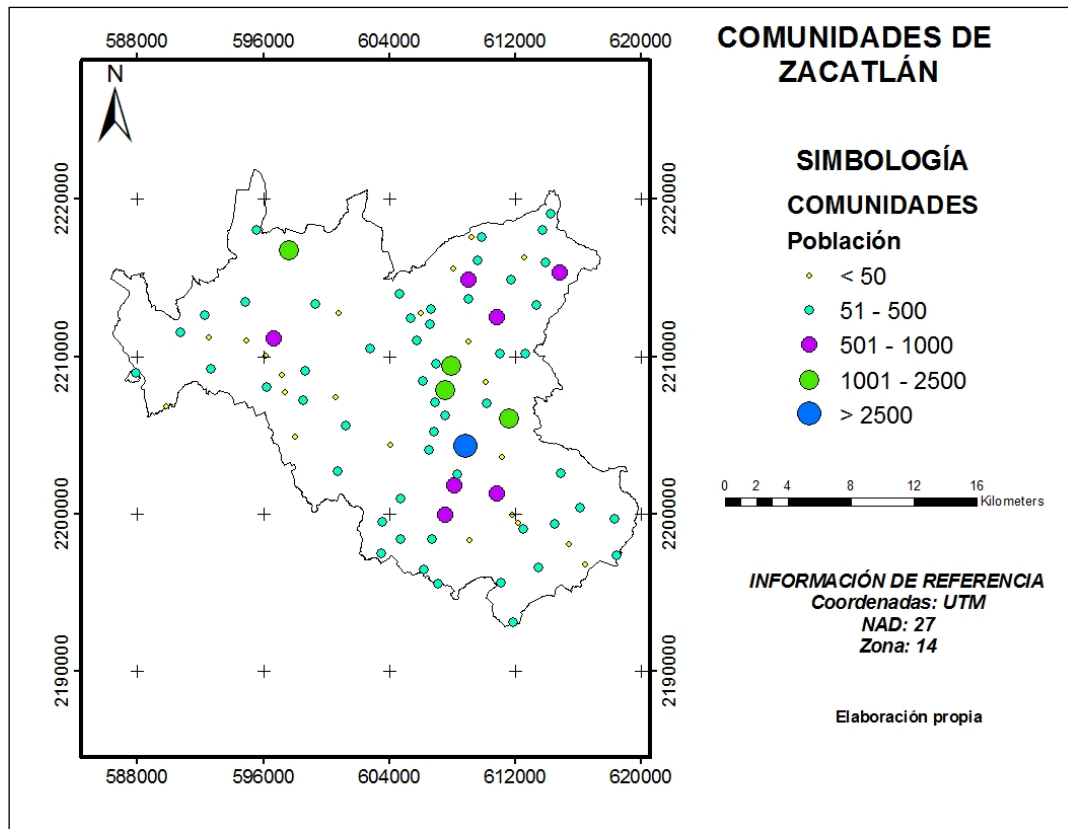 588000 596000 604000 612000 620000
N
2220000 2220000
2210000 2210000
2200000 2200000
2190000 2190000
588000 596000 604000 612000 620000
COMUNIDADES DE
ZACATLÁN
SIMBOLOGÍA
COMUNIDADES
Población
< 50
51 - 500
501 - 1000
1001 - 2500
> 2500
0 2 4 8 12 16
Kilometers
INFORMACIÓN DE REFERENCIA
Coordenadas: UTM
NAD: 27
Zona: 14
Elaboración propia